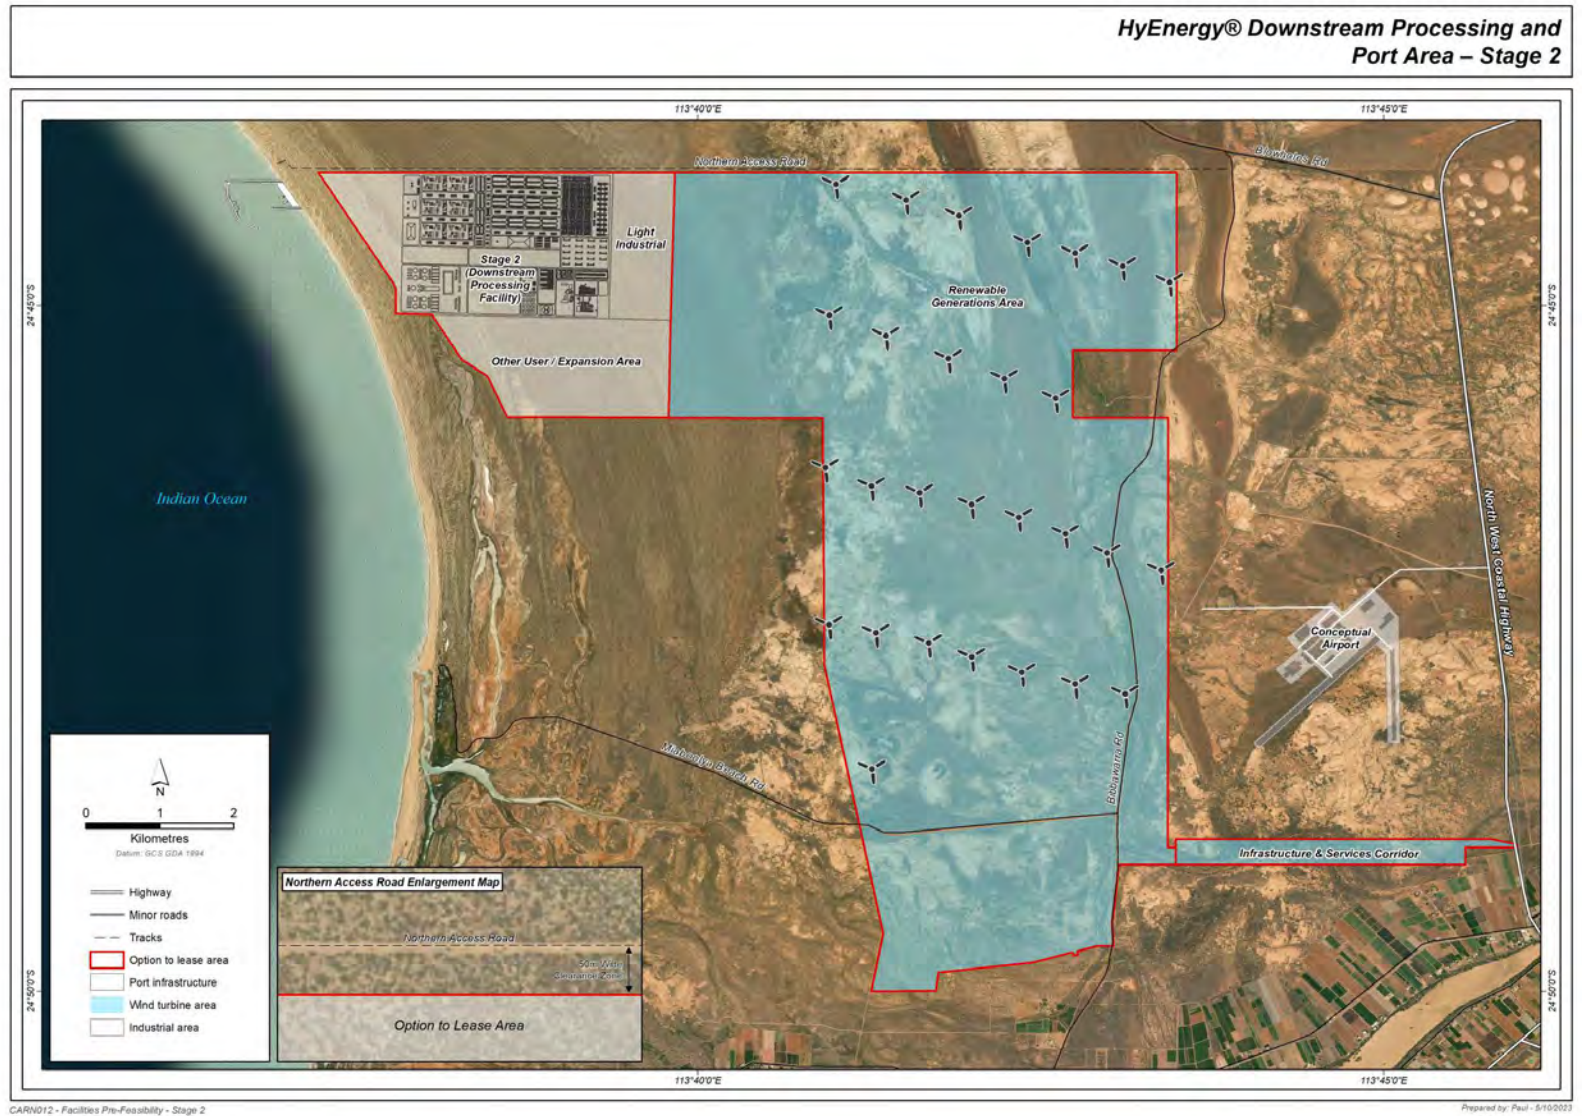 HyEnergy® Downstream Processing and
Port Area – Stage 2
113°40'0"E
113°45'0"E
Northern Access Road
Blowholes Rd
Light
Industrial
Stage 2
(Downstream
Processing
Facility)
Renewable
Generations Area
24°45'0"S
24°45'0"S
Other User / Expansion Area
Indian Ocean
North West Coastal Highway
Conceptual
Airport
Miaboolya Beach Rd
Bibbawarra Rd
Infrastructure & Services Corridor
N
0 1 2
Kilometres
Datum: GCS GDA 1994
Highway
Minor roads
Tracks
Option to lease area
Port infrastructure
Wind turbine area
Industrial area
Northern Access Road Enlargement Map
Northern Access Road
50m Wide
Clearance Zone
Option to Lease Area
24°50'0"S
24°50'0"S
113°40'0"E
113°45'0"E
CARN012 - Facilities Pre-Feasibility - Stage 2
Prepared by: Paul - 5/10/2023